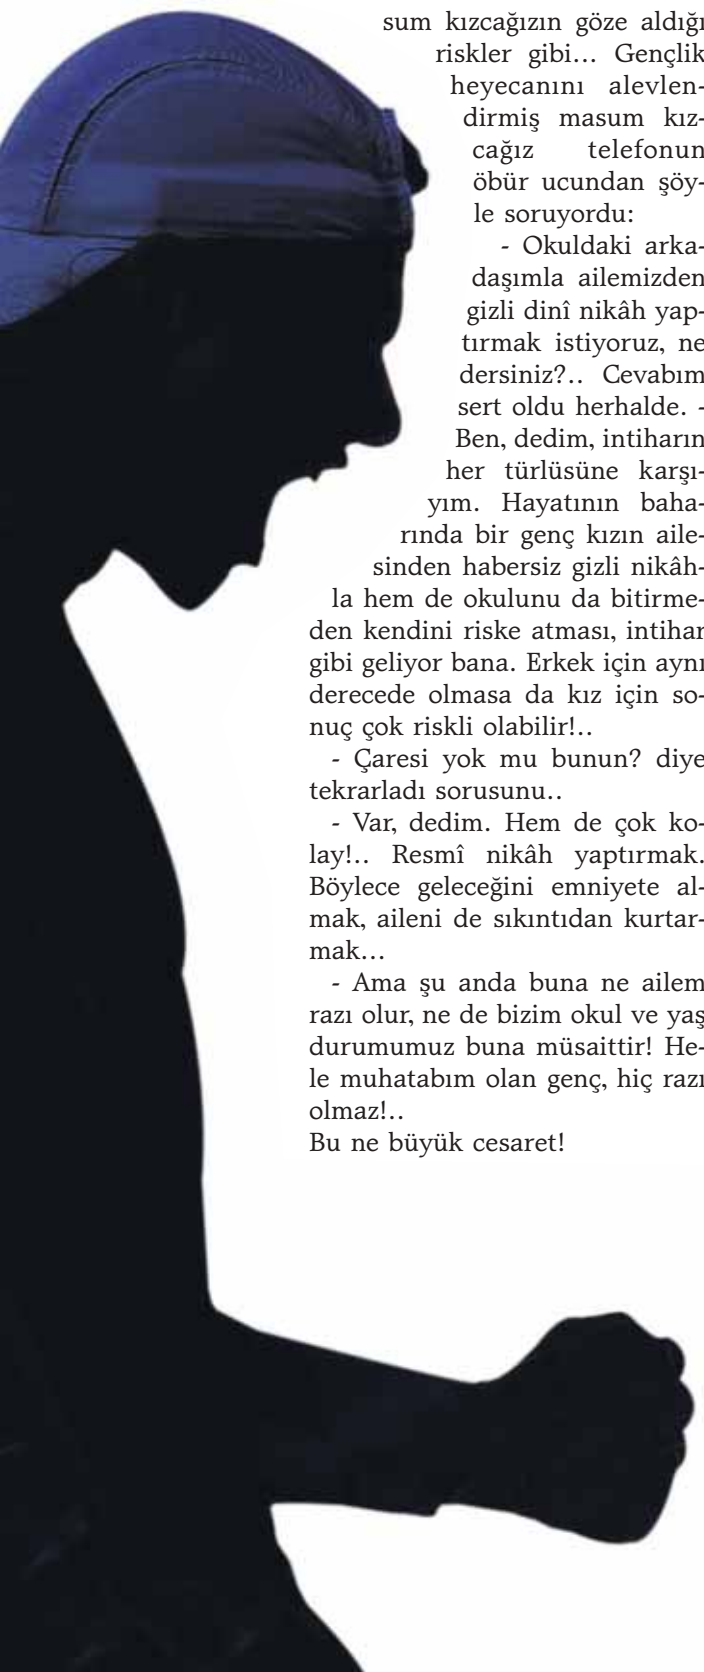 sum kızcağızın göze aldığı
riskler gibi... Gençlik
heyecanını alevlen-
dirmiş masum kız-
cağız telefonun
öbür ucundan şöy-
le soruyordu:
- Okuldaki arka-
daşımla ailemizden
gizli dinî nikâh yap-
tırmak istiyoruz, ne
dersiniz?.. Cevabım
sert oldu herhalde. -
Ben, dedim, intiharın
her türlüsüne karşı-
yım. Hayatının baha-
rında bir genç kızın aile-
sinden habersiz gizli nikâh-
la hem de okulunu da bitirme-
den kendini riske atması, intihar
gibi geliyor bana. Erkek için aynı
derecede olmasa da kız için so-
nuç çok riskli olabilir!..
- Çaresi yok mu bunun? diye
tekrarladı sorusunu..
- Var, dedim. Hem de çok ko-
lay!.. Resmî nikâh yaptırmak.
Böylece geleceğini emniyete al-
mak, aileni de sıkıntıdan kurtar-
mak...
- Ama şu anda buna ne ailem
razı olur, ne de bizim okul ve yaş
durumumuz buna müsaittir! He-
le muhatabım olan genç, hiç razı
olmaz!..
Bu ne büyük cesaret!